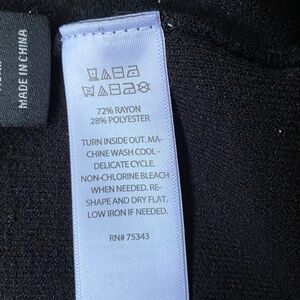 MADE IN CHINA
72% RAYON
28% POLYESTER
TURN INSIDE OUT. MA-
CHINE WASH COOL -
DELICATE CYCLE.
NON-CHLORINE BLEACH
WHEN NEEDED. RE-
SHAPE AND DRY FLAT.
LOW IRON IF NEEDED.
RN# 75343